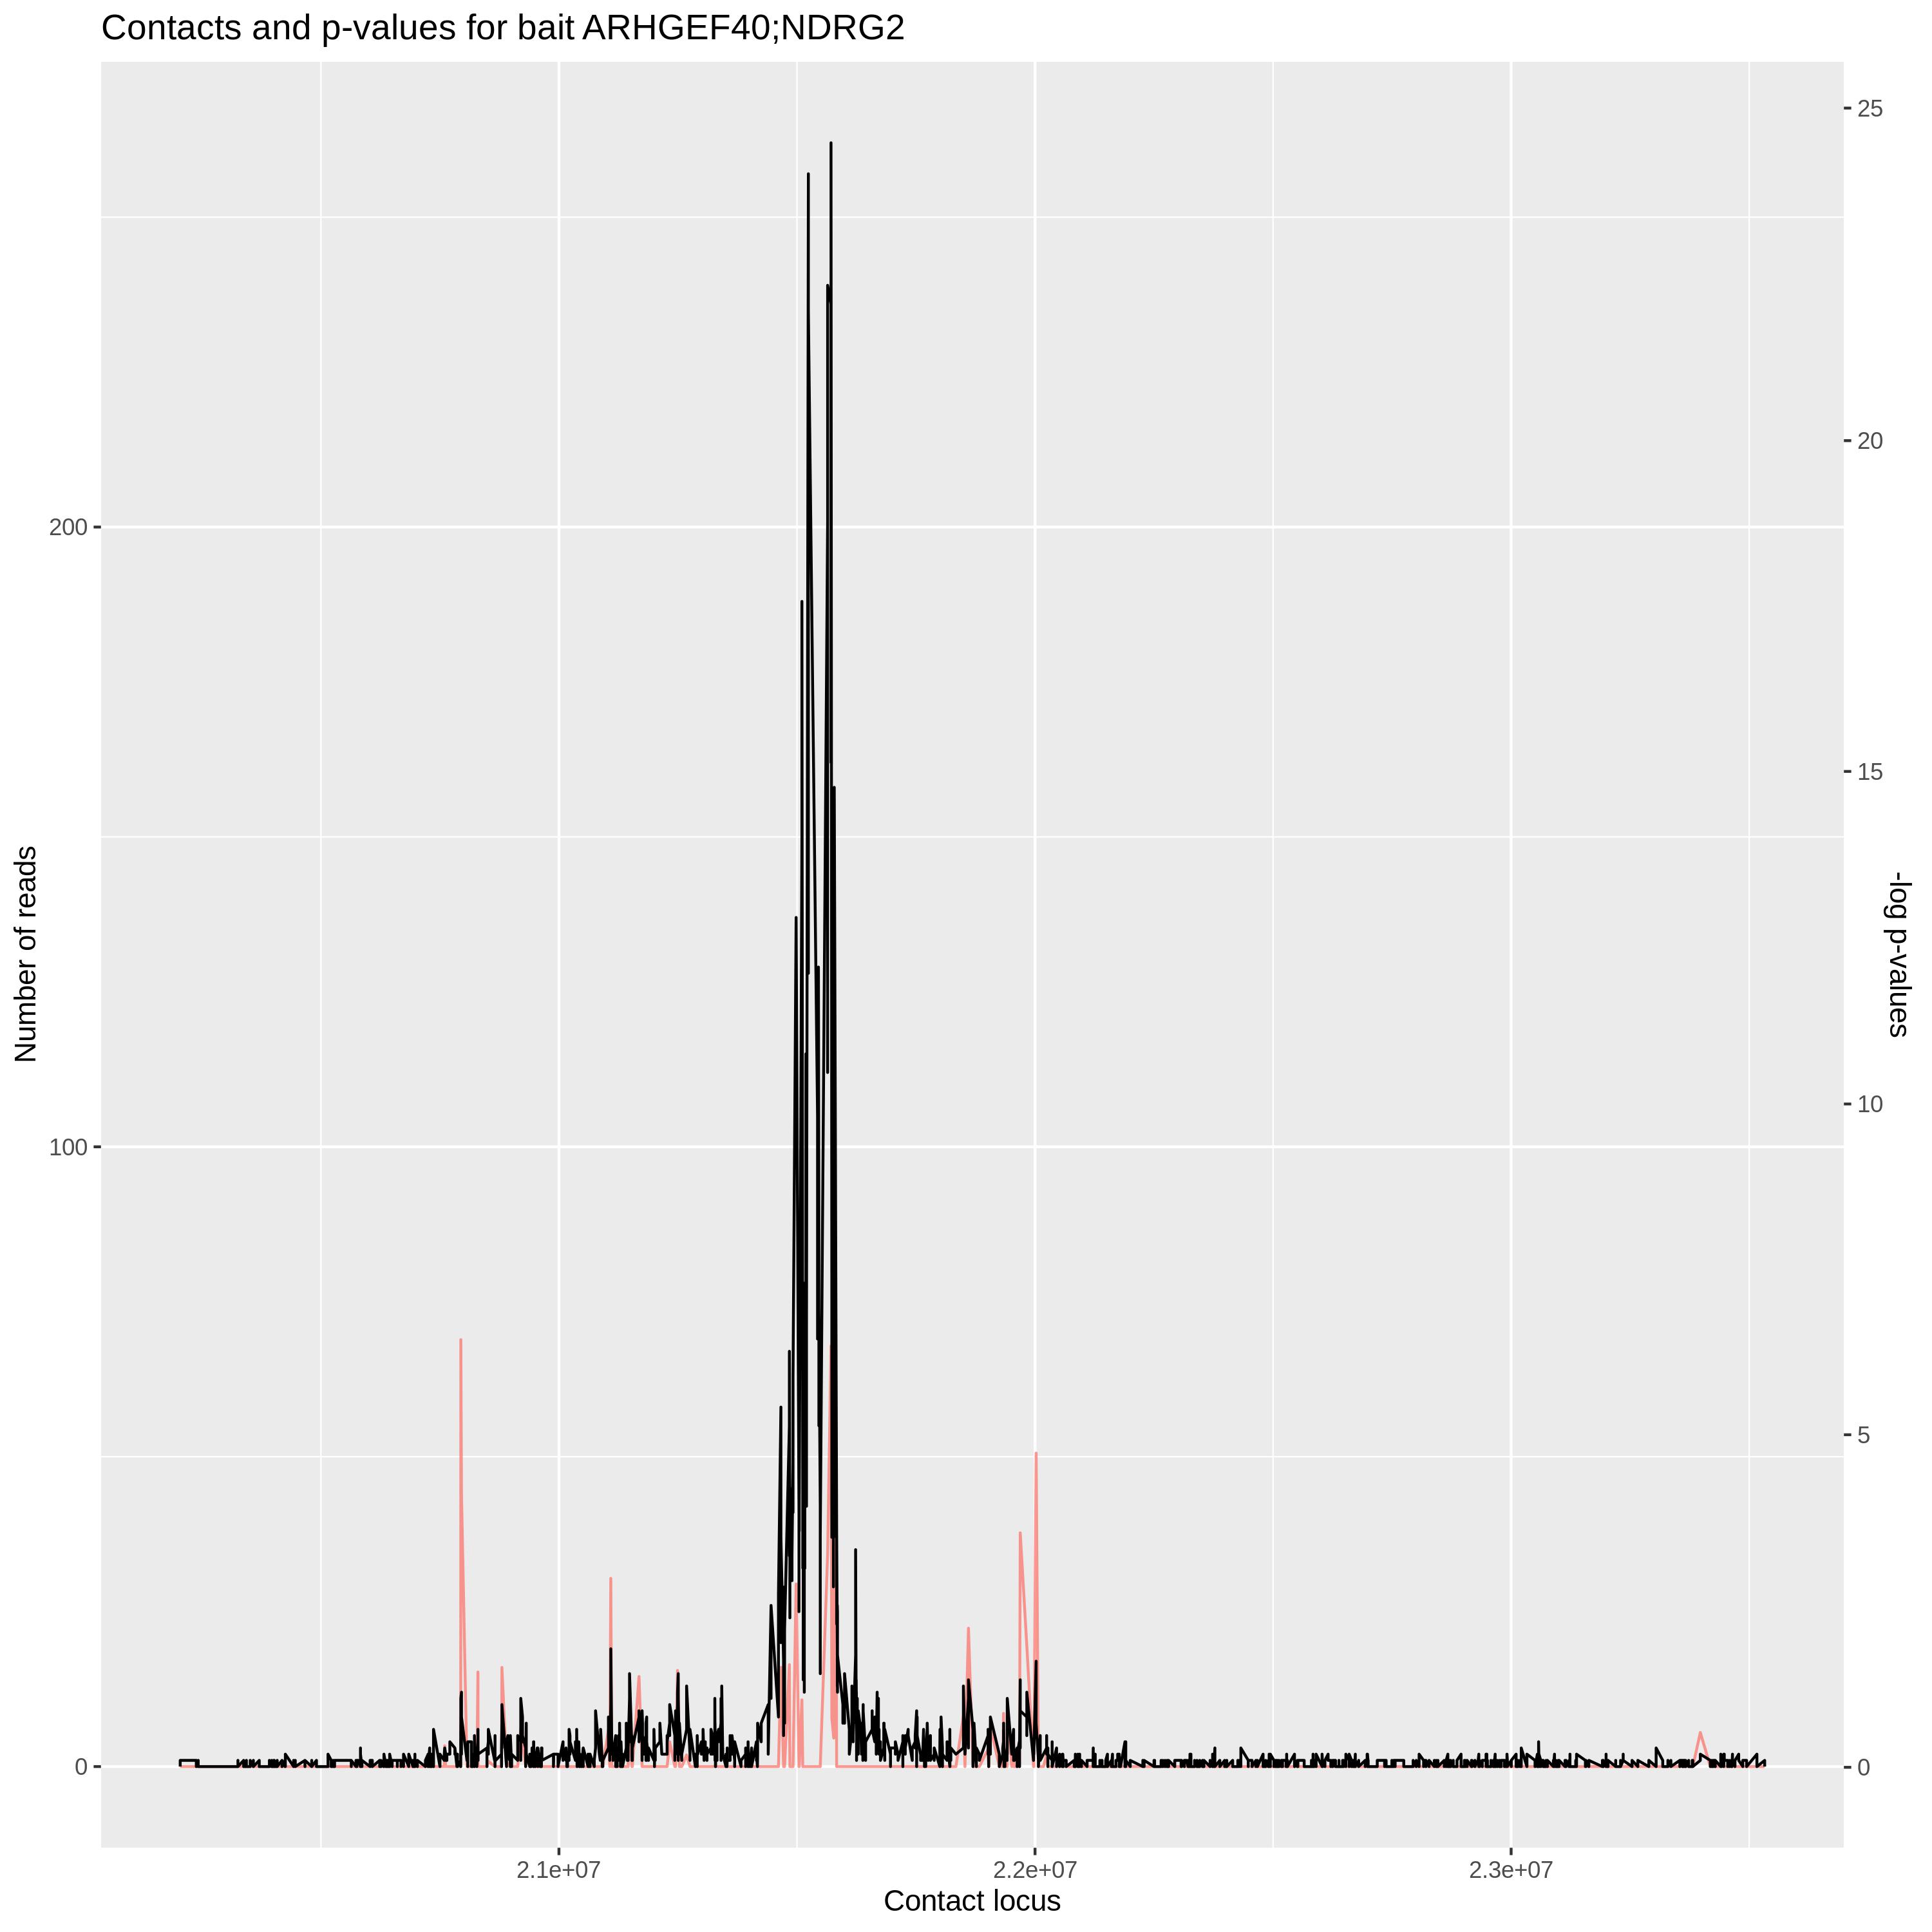 Contacts and p-values for bait ARHGEF40;NDRG2
25
20
200
15
Number of reads
-log p-values
10
100
5
0
0
2.1e+07
2.2e+07
2.3e+07
Contact locus